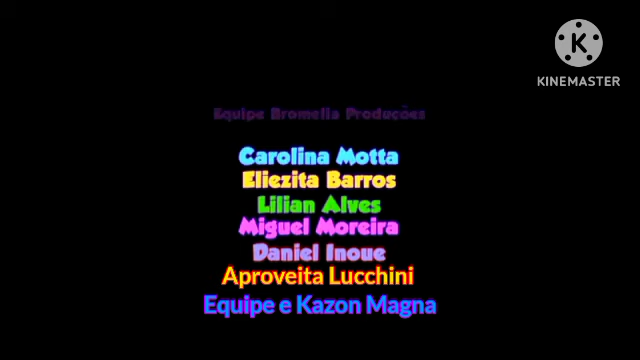 K
KINEMASTER
Equipe Bromelia Produções
Carolina Motta
Eliezita Barros
Lilian Alves
Miguel Moreira
Daniel Inoue
Aproveita Lucchini
Equipe e Kazon Magna